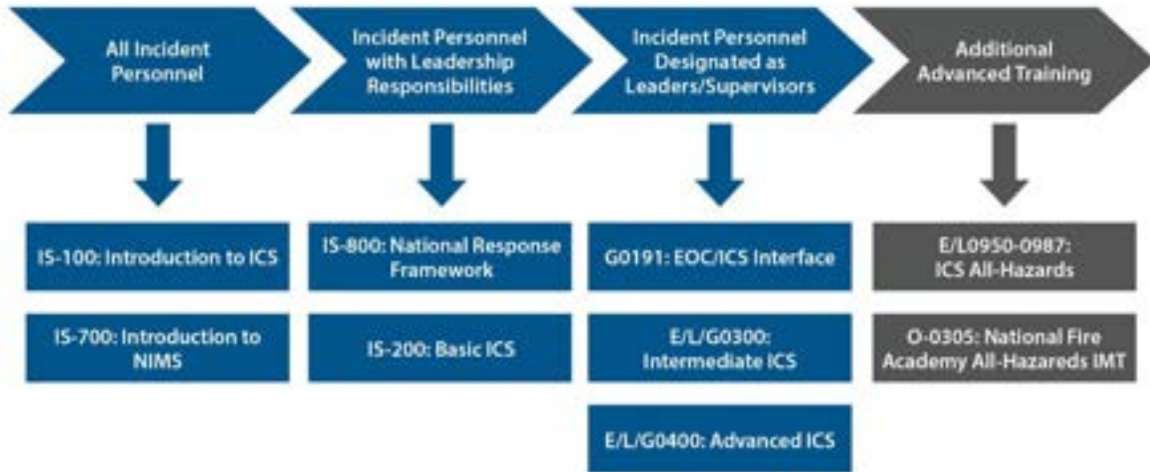 All Incident
Personnel
Incident Personnel
with Leadership
Responsibilities
Incident Personnel
Designated as
Leaders/Supervisors
Additional
Advanced Training
IS-100: Introduction to ICS
IS-700: Introduction to
NIMS
IS-800: National Response
Framework
IS-200: Basic ICS
G0191: EOC/ICS Interface
E/L/G0300:
Intermediate ICS
E/L/G0400: Advanced ICS
E/L0950-0987:
ICS All-Hazards
O-0305: National Fire
Academy All-Hazareds IMT